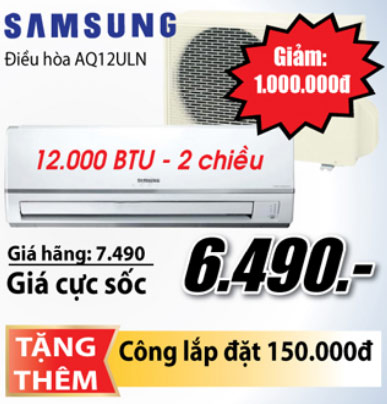 SAMSUNG
Điều hòa AQ12ULN
Giảm:
1.000.000đ
12.000 BTU - 2 chiều
SAMSUNG
Giá hãng: 7.490
Giá cực sốc
6.490.-
TẶNG
THÊM
Công lắp đặt 150.000đ